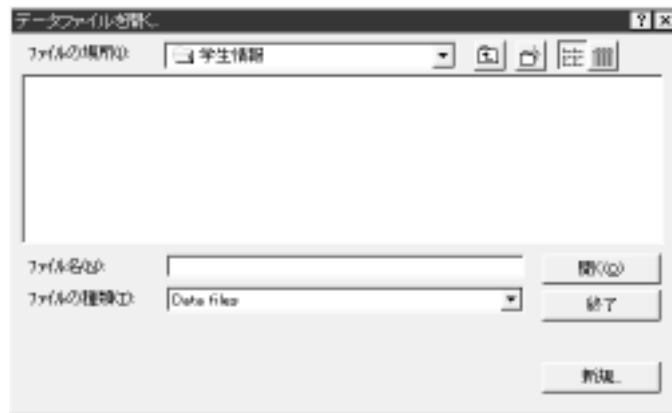 データファイルを開く...
ファイルの場所(I): 学生情報
ファイル名(N): 開く(O)
ファイルの種類(T): Data files 終了
新規...